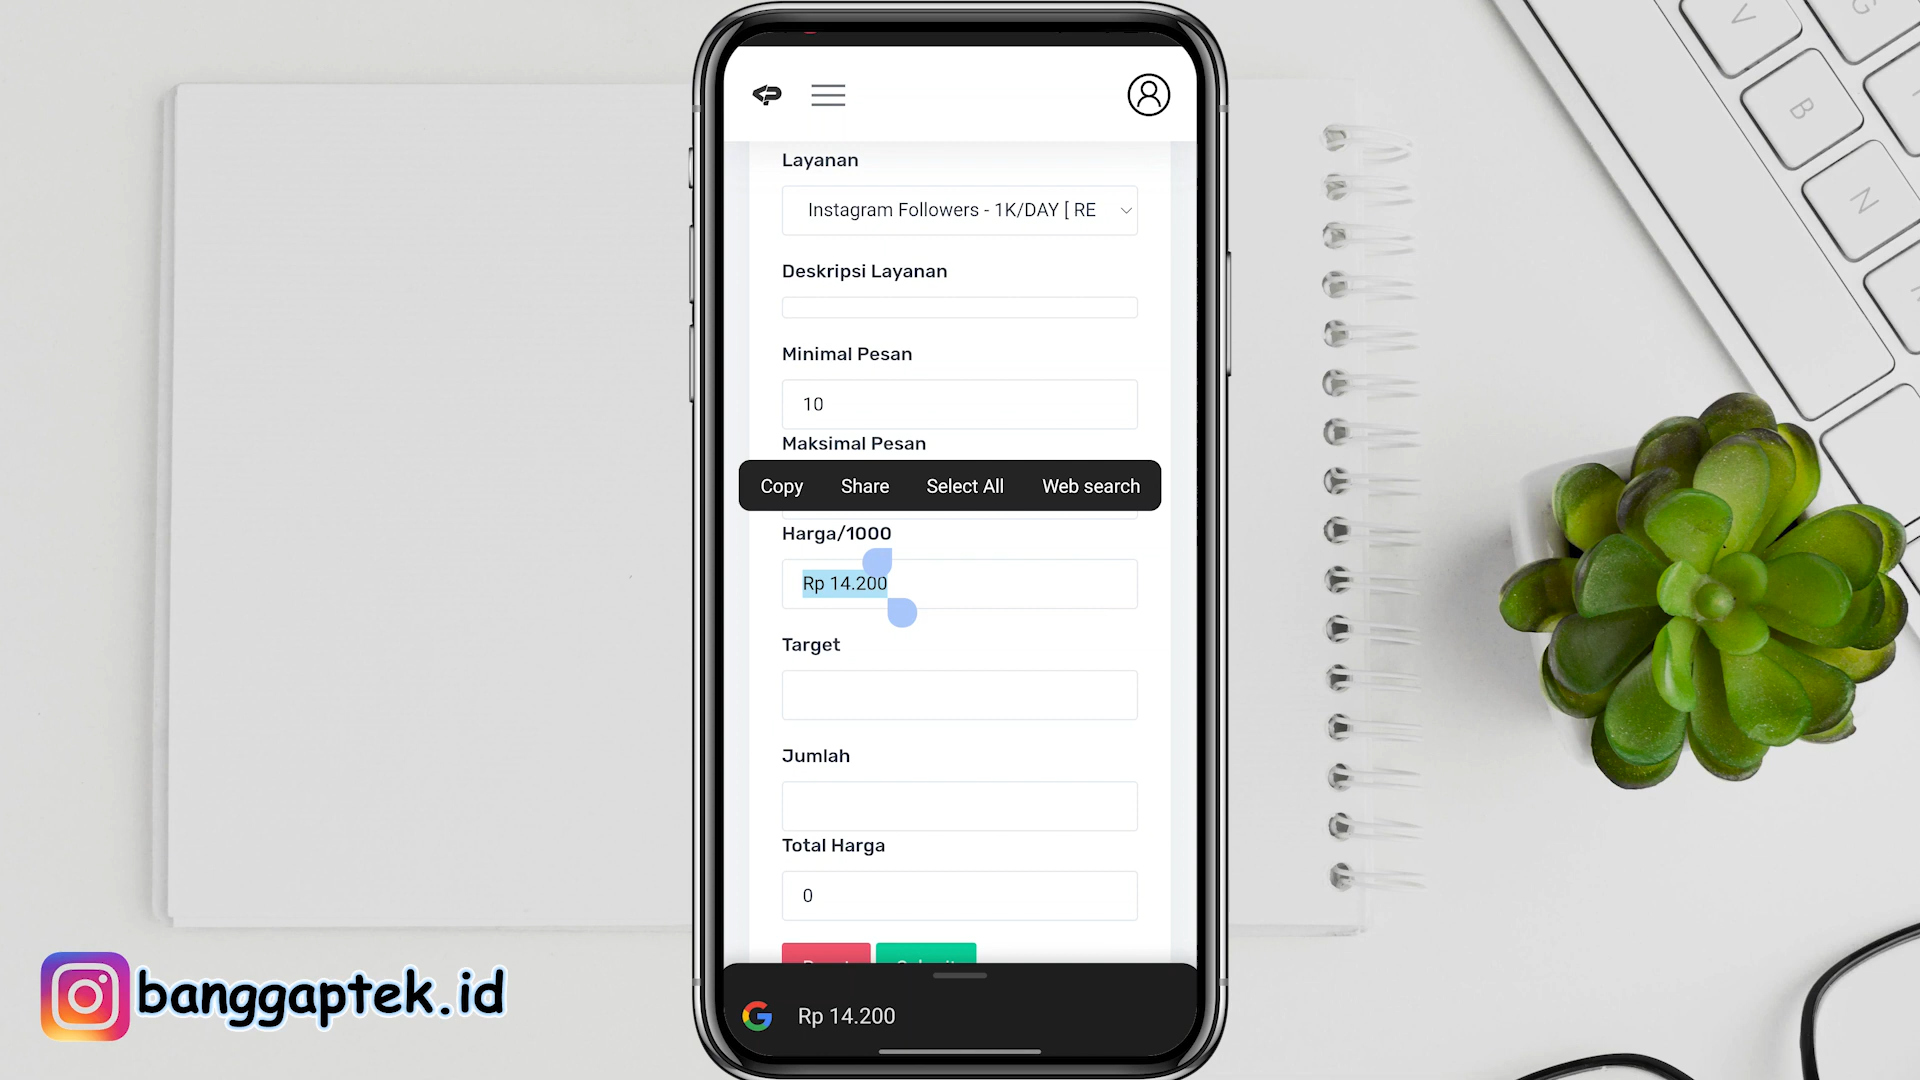 Layanan
Instagram Followers - 1K/DAY [ RE
Deskripsi Layanan
Minimal Pesan
10
Maksimal Pesan
Copy Share Select All Web search
Harga/1000
Rp 14.200
Target
Jumlah
Total Harga
0
Rp 14.200
banggaptek.id
V
B
N
G